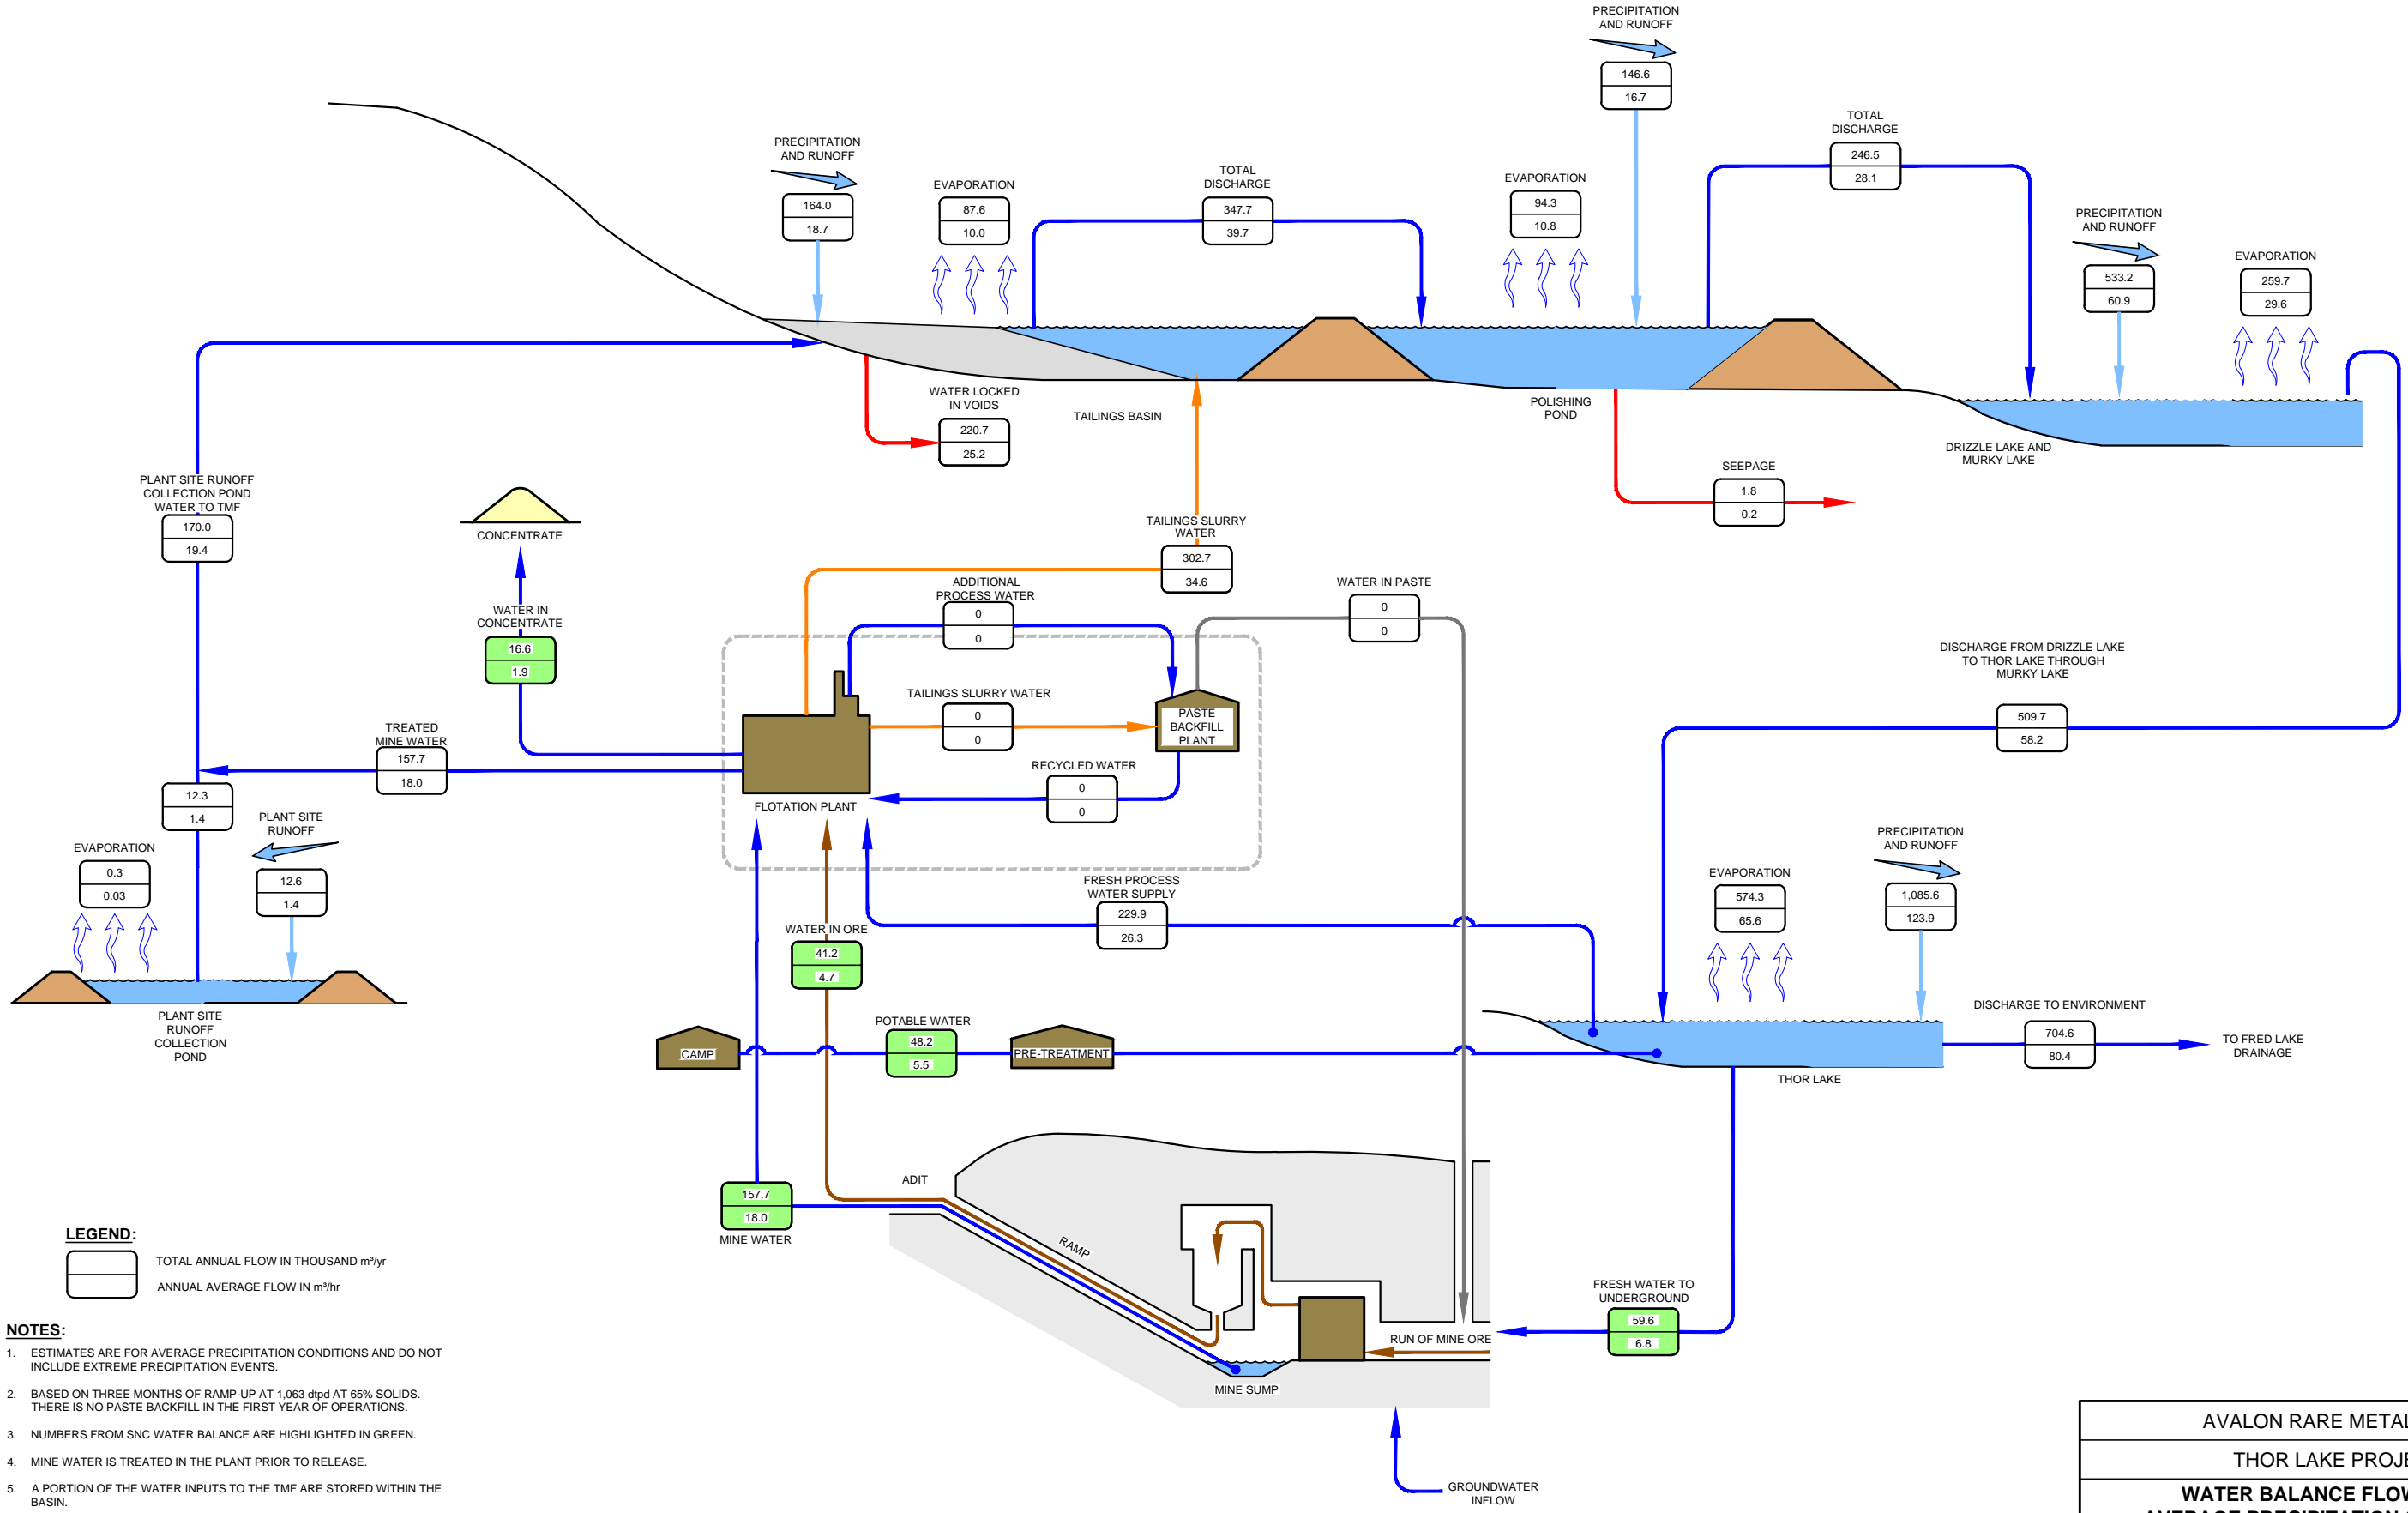 PRECIPITATION
AND RUNOFF
146.6
16.7
TOTAL
DISCHARGE
246.5
28.1
PRECIPITATION
AND RUNOFF
164.0
18.7
EVAPORATION
87.6
10.0
TOTAL
DISCHARGE
347.7
39.7
EVAPORATION
94.3
10.8
PRECIPITATION
AND RUNOFF
533.2
60.9
EVAPORATION
259.7
29.6
WATER LOCKED
IN VOIDS
220.7
25.2
TAILINGS BASIN
POLISHING
POND
DRIZZLE LAKE AND
MURKY LAKE
SEEPAGE
1.8
0.2
PLANT SITE RUNOFF
COLLECTION POND
WATER TO TMF
170.0
19.4
CONCENTRATE
WATER IN
CONCENTRATE
16.6
1.9
TAILINGS SLURRY
WATER
302.7
34.6
ADDITIONAL
PROCESS WATER
0
0
WATER IN PASTE
0
0
TAILINGS SLURRY WATER
0
0
PASTE
BACKFILL
PLANT
RECYCLED WATER
0
0
FLOTATION PLANT
DISCHARGE FROM DRIZZLE LAKE
TO THOR LAKE THROUGH
MURKY LAKE
509.7
58.2
TREATED
MINE WATER
157.7
18.0
12.3
1.4
PLANT SITE
RUNOFF
12.6
1.4
EVAPORATION
0.3
0.03
PLANT SITE
RUNOFF
COLLECTION
POND
FRESH PROCESS
WATER SUPPLY
229.9
26.3
WATER IN ORE
41.2
4.7
EVAPORATION
574.3
65.6
PRECIPITATION
AND RUNOFF
1,085.6
123.9
CAMP
POTABLE WATER
48.2
5.5
PRE-TREATMENT
THOR LAKE
DISCHARGE TO ENVIRONMENT
704.6
80.4
TO FRED LAKE
DRAINAGE
157.7
18.0
MINE WATER
ADIT
RAMP
RUN OF MINE ORE
MINE SUMP
FRESH WATER TO
UNDERGROUND
59.6
6.8
GROUNDWATER
INFLOW
LEGEND:
TOTAL ANNUAL FLOW IN THOUSAND m³/yr
ANNUAL AVERAGE FLOW IN m³/hr
NOTES:
1. ESTIMATES ARE FOR AVERAGE PRECIPITATION CONDITIONS AND DO NOT
INCLUDE EXTREME PRECIPITATION EVENTS.
2. BASED ON THREE MONTHS OF RAMP-UP AT 1,063 dtpd AT 65% SOLIDS.
THERE IS NO PASTE BACKFILL IN THE FIRST YEAR OF OPERATIONS.
3. NUMBERS FROM SNC WATER BALANCE ARE HIGHLIGHTED IN GREEN.
4. MINE WATER IS TREATED IN THE PLANT PRIOR TO RELEASE.
5. A PORTION OF THE WATER INPUTS TO THE TMF ARE STORED WITHIN THE
BASIN.
AVALON RARE METAL
THOR LAKE PROJE
WATER BALANCE FLOW
AVERAGE PRECIPITATION